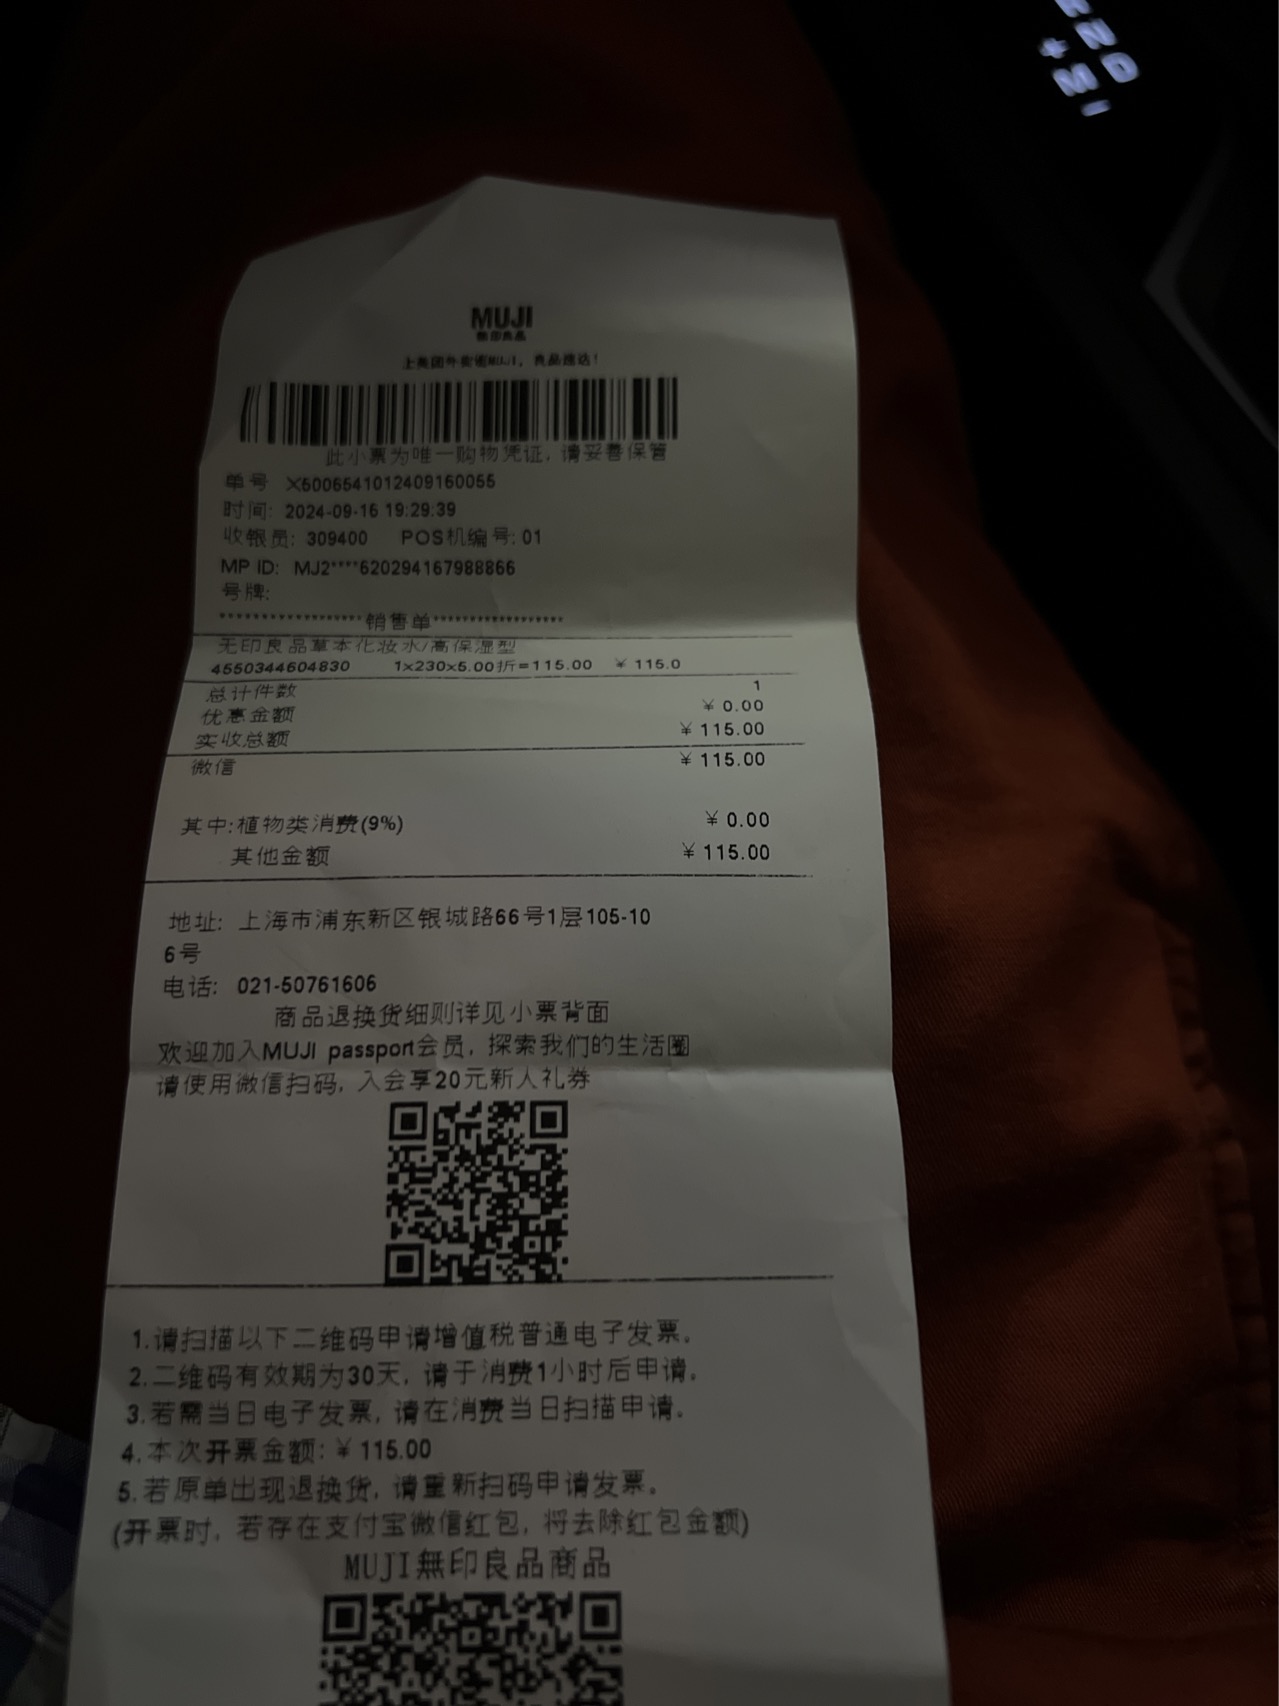 MUJI
無印良品
上美团外卖搜MUJI，良品速达！
此小票为唯一购物凭证，请妥善保管
单号 X5006541012409160055
时间: 2024-09-16 19:29:39
收银员: 309400 POS机编号: 01
MP ID: MJ2****620294167988866
号牌:
******************销售单******************
无印良品草本化妆水/高保湿型
4550344604830 1×230×5.00折=115.00 ￥ 115.0
总计件数 1
优惠金额 ￥ 0.00
实收总额 ￥ 115.00
微信 ￥ 115.00
其中:植物类消费(9%) ￥ 0.00
其他金额 ￥ 115.00
地址: 上海市浦东新区银城路66号1层105-10
6号
电话: 021-50761606
商品退换货细则详见小票背面
欢迎加入MUJI passport会员，探索我们的生活圈
请使用微信扫码，入会享20元新人礼券
1.请扫描以下二维码申请增值税普通电子发票。
2.二维码有效期为30天，请于消费1小时后申请。
3.若需当日电子发票，请在消费当日扫描申请。
4.本次开票金额: ￥ 115.00
5.若原单出现退换货，请重新扫码申请发票。
(开票时，若存在支付宝微信红包，将去除红包金额)
MUJI無印良品商品